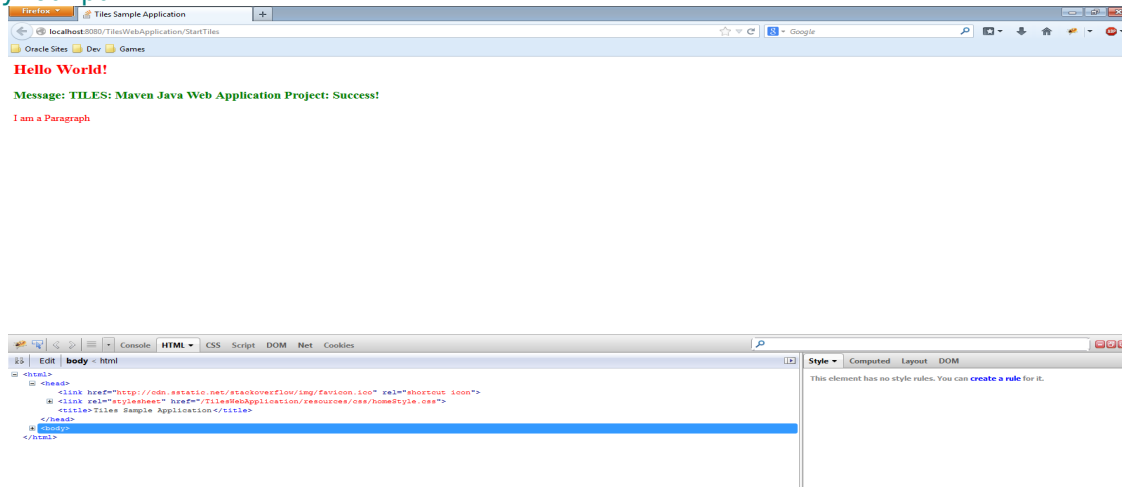 Firefox
Tiles Sample Application
localhost:8080/TilesWebApplication/StartTiles
Google
Oracle Sites Dev Games
Hello World!
Message: TILES: Maven Java Web Application Project: Success!
I am a Paragraph
Console HTML CSS Script DOM Net Cookies
Edit body < html
Style Computed Layout DOM
<html>
<head>
<link href="http://cdn.sstatic.net/stackoverflow/img/favicon.ico" rel="shortcut icon">
<link rel="stylesheet" href="/TilesWebApplication/resources/css/homeStyle.css">
<title>Tiles Sample Application</title>
</head>
<body>
</html>
This element has no style rules. You can create a rule for it.